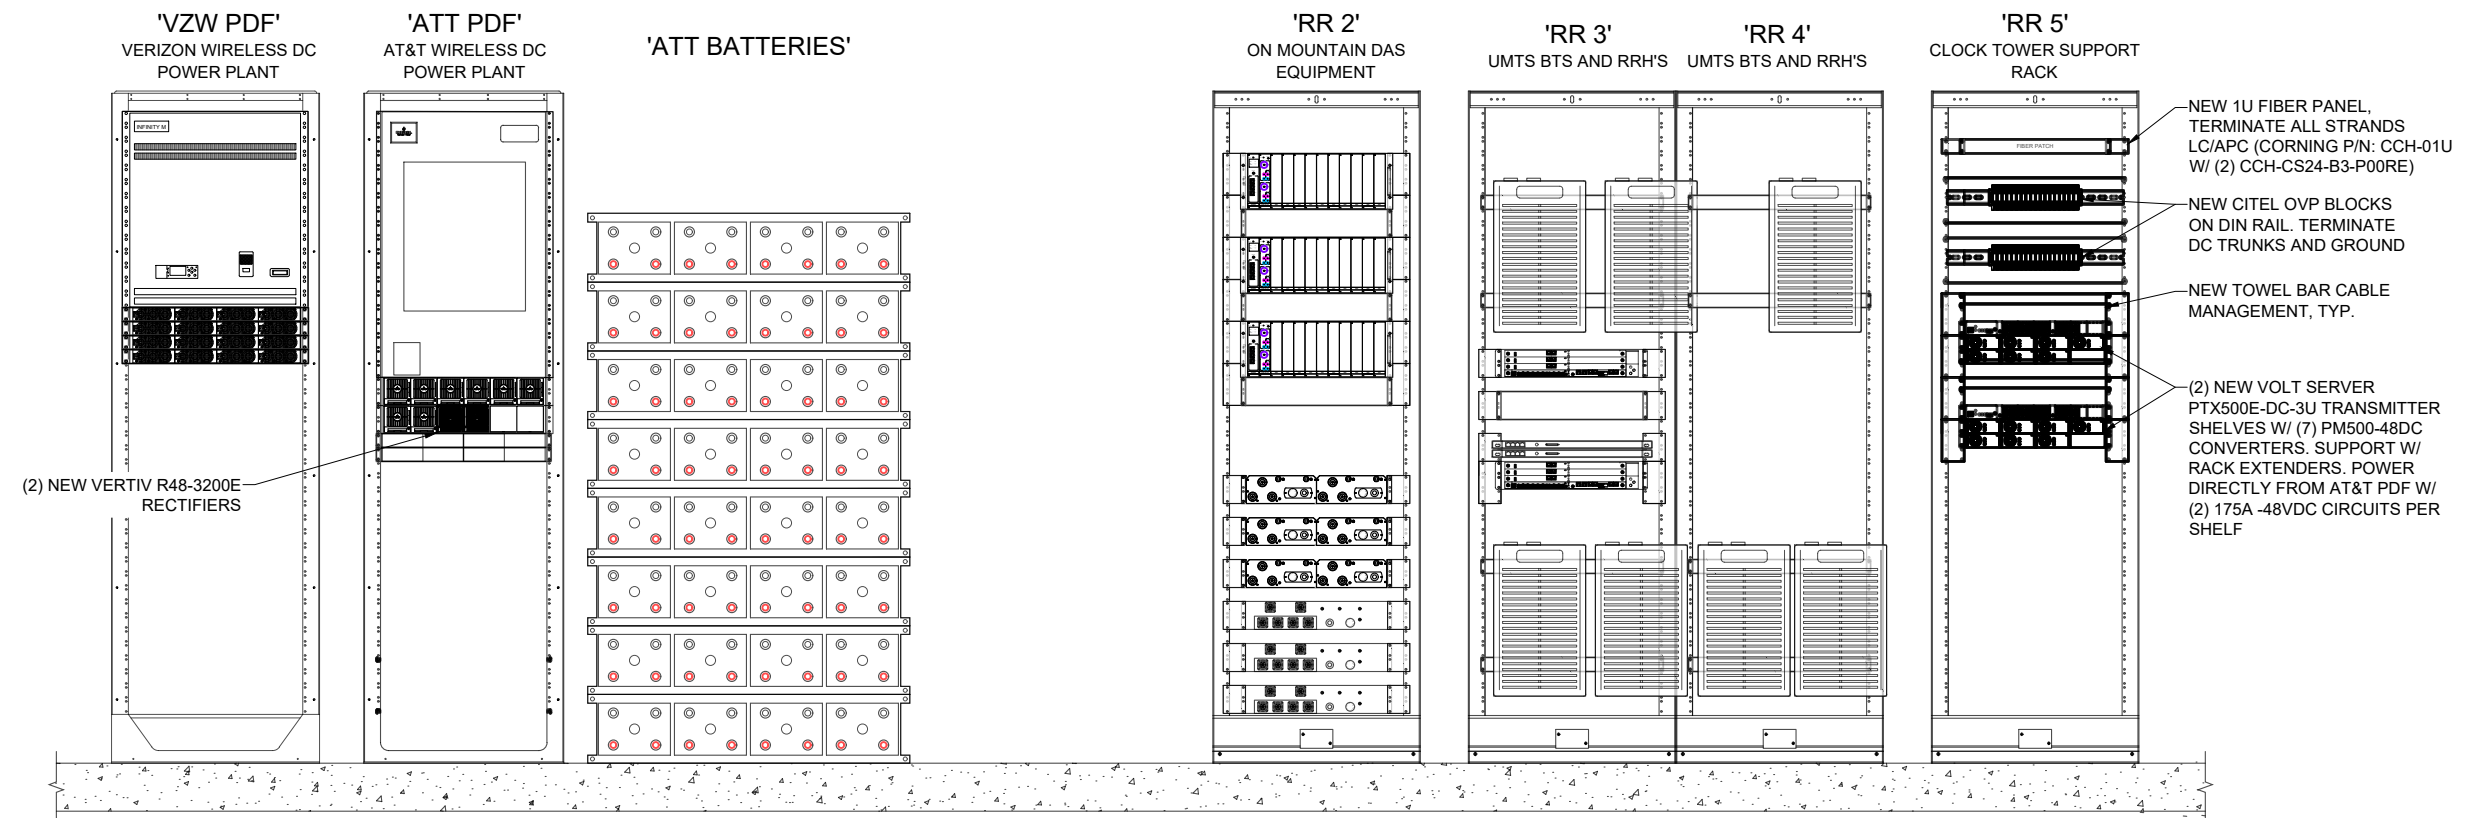 'VZW PDF'
VERIZON WIRELESS DC
POWER PLANT
'ATT PDF'
AT&T WIRELESS DC
POWER PLANT
'ATT BATTERIES'
'RR 2'
ON MOUNTAIN DAS
EQUIPMENT
'RR 3'
UMTS BTS AND RRH'S
'RR 4'
UMTS BTS AND RRH'S
'RR 5'
CLOCK TOWER SUPPORT
RACK
INFINITY M
FIBER PATCH
NEW 1U FIBER PANEL,
TERMINATE ALL STRANDS
LC/APC (CORNING P/N: CCH-01U
W/ (2) CCH-CS24-B3-P00RE)
NEW CITEL OVP BLOCKS
ON DIN RAIL. TERMINATE
DC TRUNKS AND GROUND
NEW TOWEL BAR CABLE
MANAGEMENT, TYP.
(2) NEW VOLT SERVER
PTX500E-DC-3U TRANSMITTER
SHELVES W/ (7) PM500-48DC
CONVERTERS. SUPPORT W/
RACK EXTENDERS. POWER
DIRECTLY FROM AT&T PDF W/
(2) 175A -48VDC CIRCUITS PER
SHELF
(2) NEW VERTIV R48-3200E
RECTIFIERS